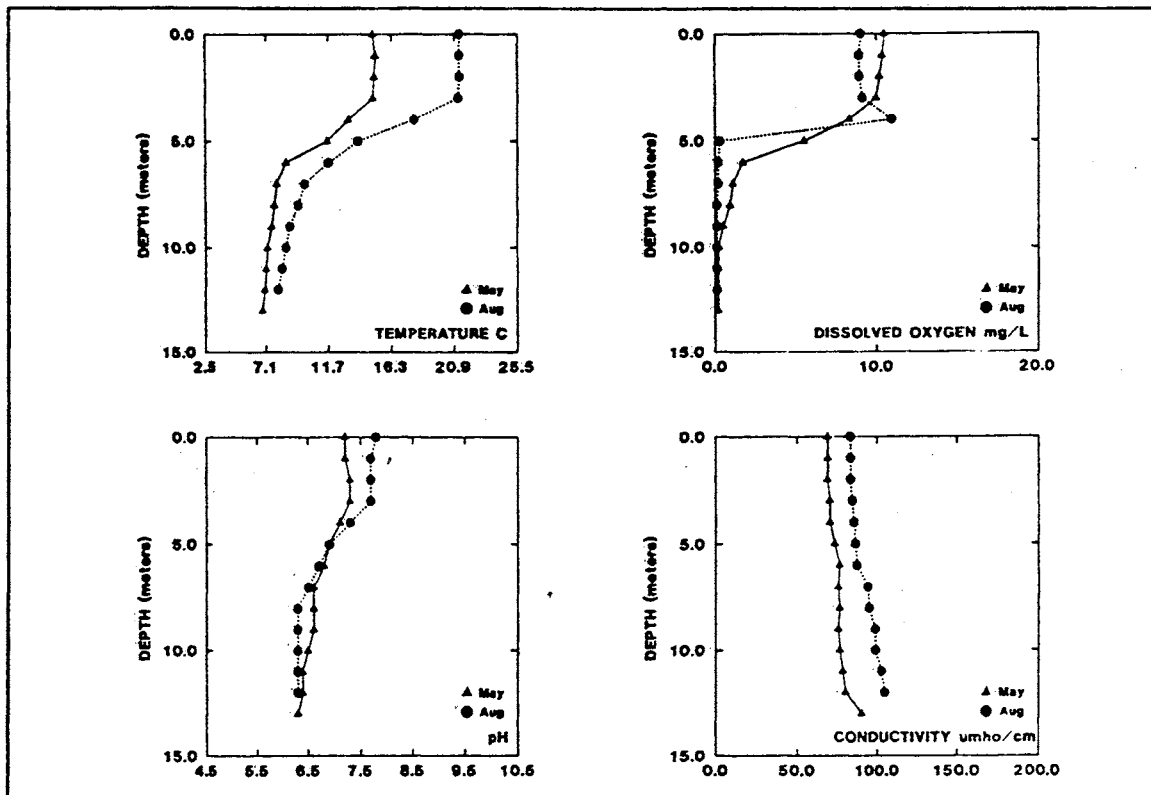 0.0
5.0
10.0
15.0
DEPTH (meters)
May
Aug
TEMPERATURE C
2.5 7.1 11.7 16.3 20.9 25.5
0.0
5.0
10.0
15.0
DEPTH (meters)
May
Aug
DISSOLVED OXYGEN mg/L
0.0 10.0 20.0
0.0
5.0
10.0
15.0
DEPTH (meters)
May
Aug
pH
4.5 5.5 6.5 7.5 8.5 9.5 10.5
0.0
5.0
10.0
15.0
DEPTH (meters)
May
Aug
CONDUCTIVITY umho/cm
0.0 50.0 100.0 150.0 200.0